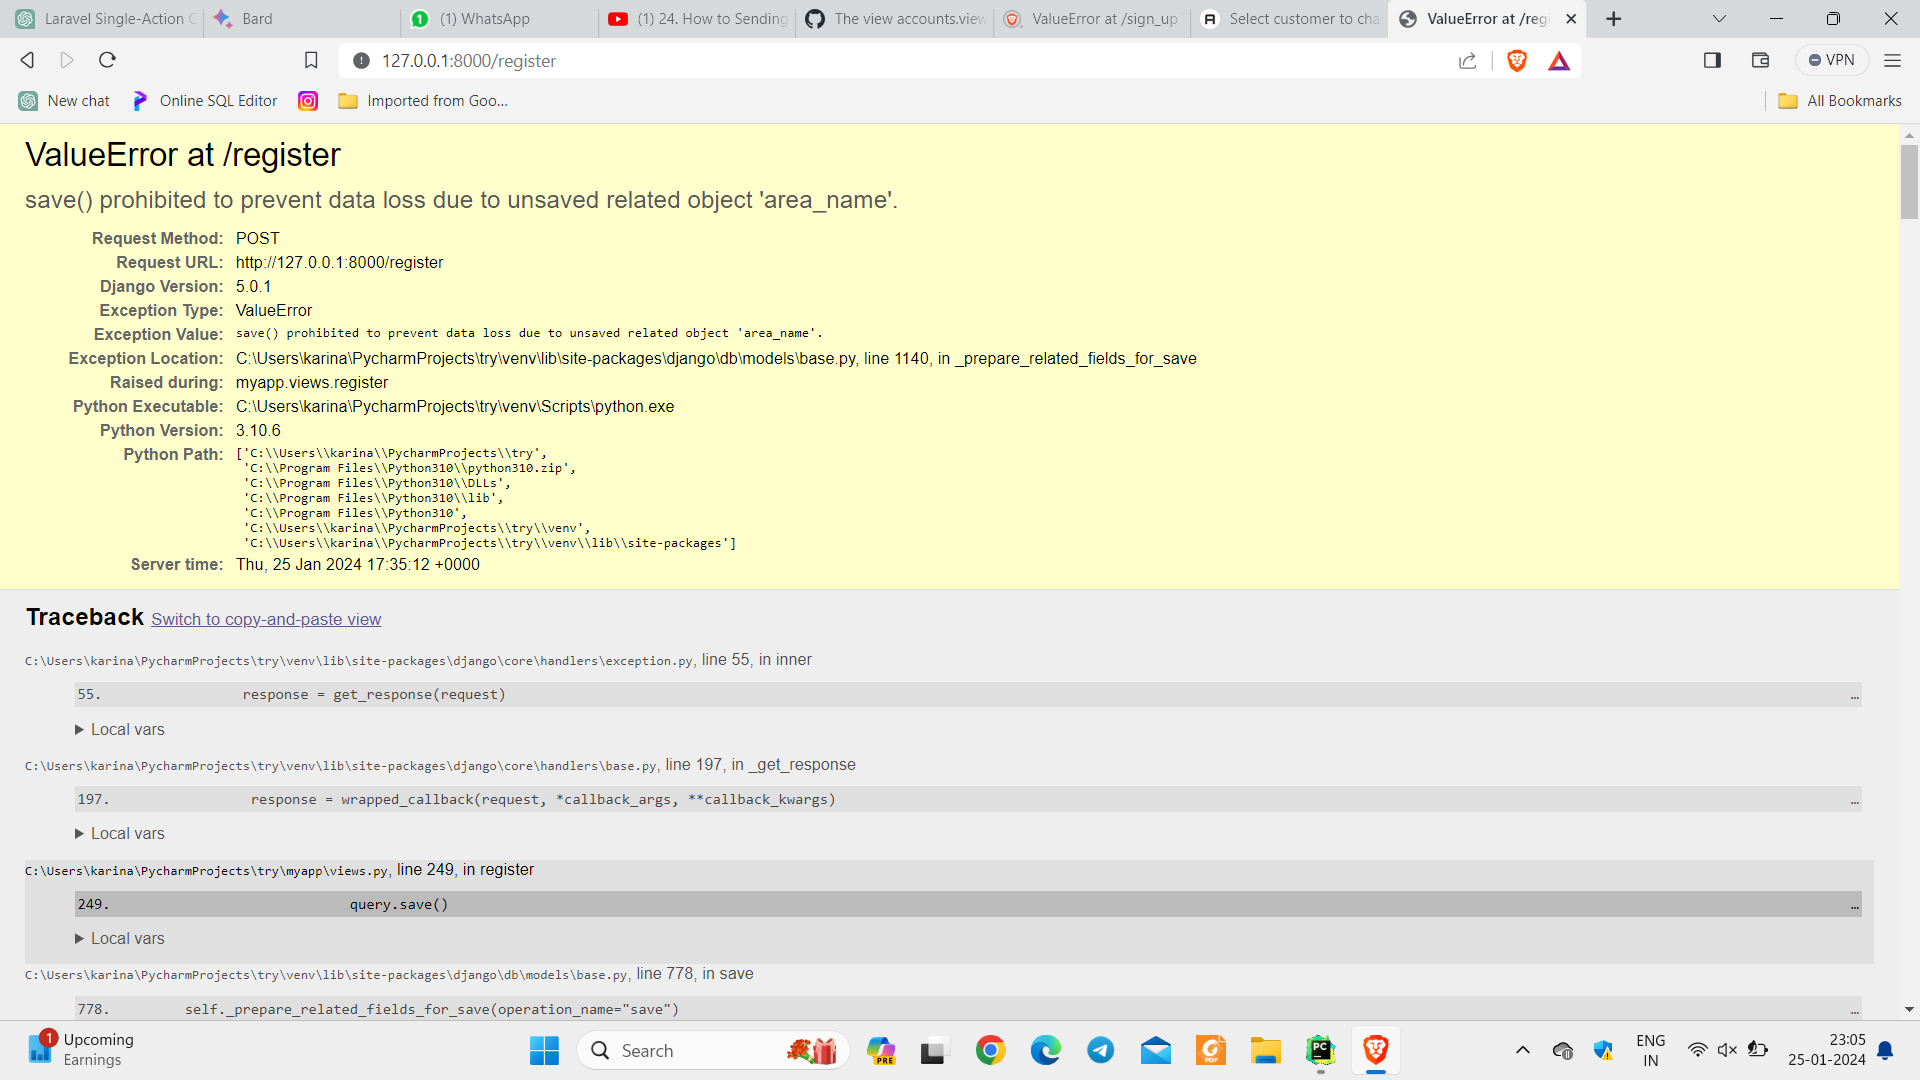 Laravel Single-Action C
Bard
(1) WhatsApp
(1) 24. How to Sending
The view accounts.view
ValueError at /sign_up
Select customer to cha
ValueError at /regi
127.0.0.1:8000/register
VPN
New chat
Online SQL Editor
Imported from Goo...
All Bookmarks
ValueError at /register
save() prohibited to prevent data loss due to unsaved related object 'area_name'.
Request Method: POST
Request URL: http://127.0.0.1:8000/register
Django Version: 5.0.1
Exception Type: ValueError
Exception Value: save() prohibited to prevent data loss due to unsaved related object 'area_name'.
Exception Location: C:\Users\karina\PycharmProjects\try\venv\lib\site-packages\django\db\models\base.py, line 1140, in _prepare_related_fields_for_save
Raised during: myapp.views.register
Python Executable: C:\Users\karina\PycharmProjects\try\venv\Scripts\python.exe
Python Version: 3.10.6
Python Path: ['C:\\Users\\karina\\PycharmProjects\\try',
'C:\\Program Files\\Python310\\python310.zip',
'C:\\Program Files\\Python310\\DLLs',
'C:\\Program Files\\Python310\\lib',
'C:\\Program Files\\Python310',
'C:\\Users\\karina\\PycharmProjects\\try\\venv',
'C:\\Users\\karina\\PycharmProjects\\try\\venv\\lib\\site-packages']
Server time: Thu, 25 Jan 2024 17:35:12 +0000
Traceback Switch to copy-and-paste view
C:\Users\karina\PycharmProjects\try\venv\lib\site-packages\django\core\handlers\exception.py, line 55, in inner
55. response = get_response(request) …
Local vars
C:\Users\karina\PycharmProjects\try\venv\lib\site-packages\django\core\handlers\base.py, line 197, in _get_response
197. response = wrapped_callback(request, *callback_args, **callback_kwargs) …
Local vars
C:\Users\karina\PycharmProjects\try\myapp\views.py, line 249, in register
249. query.save() …
Local vars
C:\Users\karina\PycharmProjects\try\venv\lib\site-packages\django\db\models\base.py, line 778, in save
778. self._prepare_related_fields_for_save(operation_name="save") …
1
Upcoming
Earnings
Search
PRE
PDF
PC
ENG
IN
23:05
25-01-2024